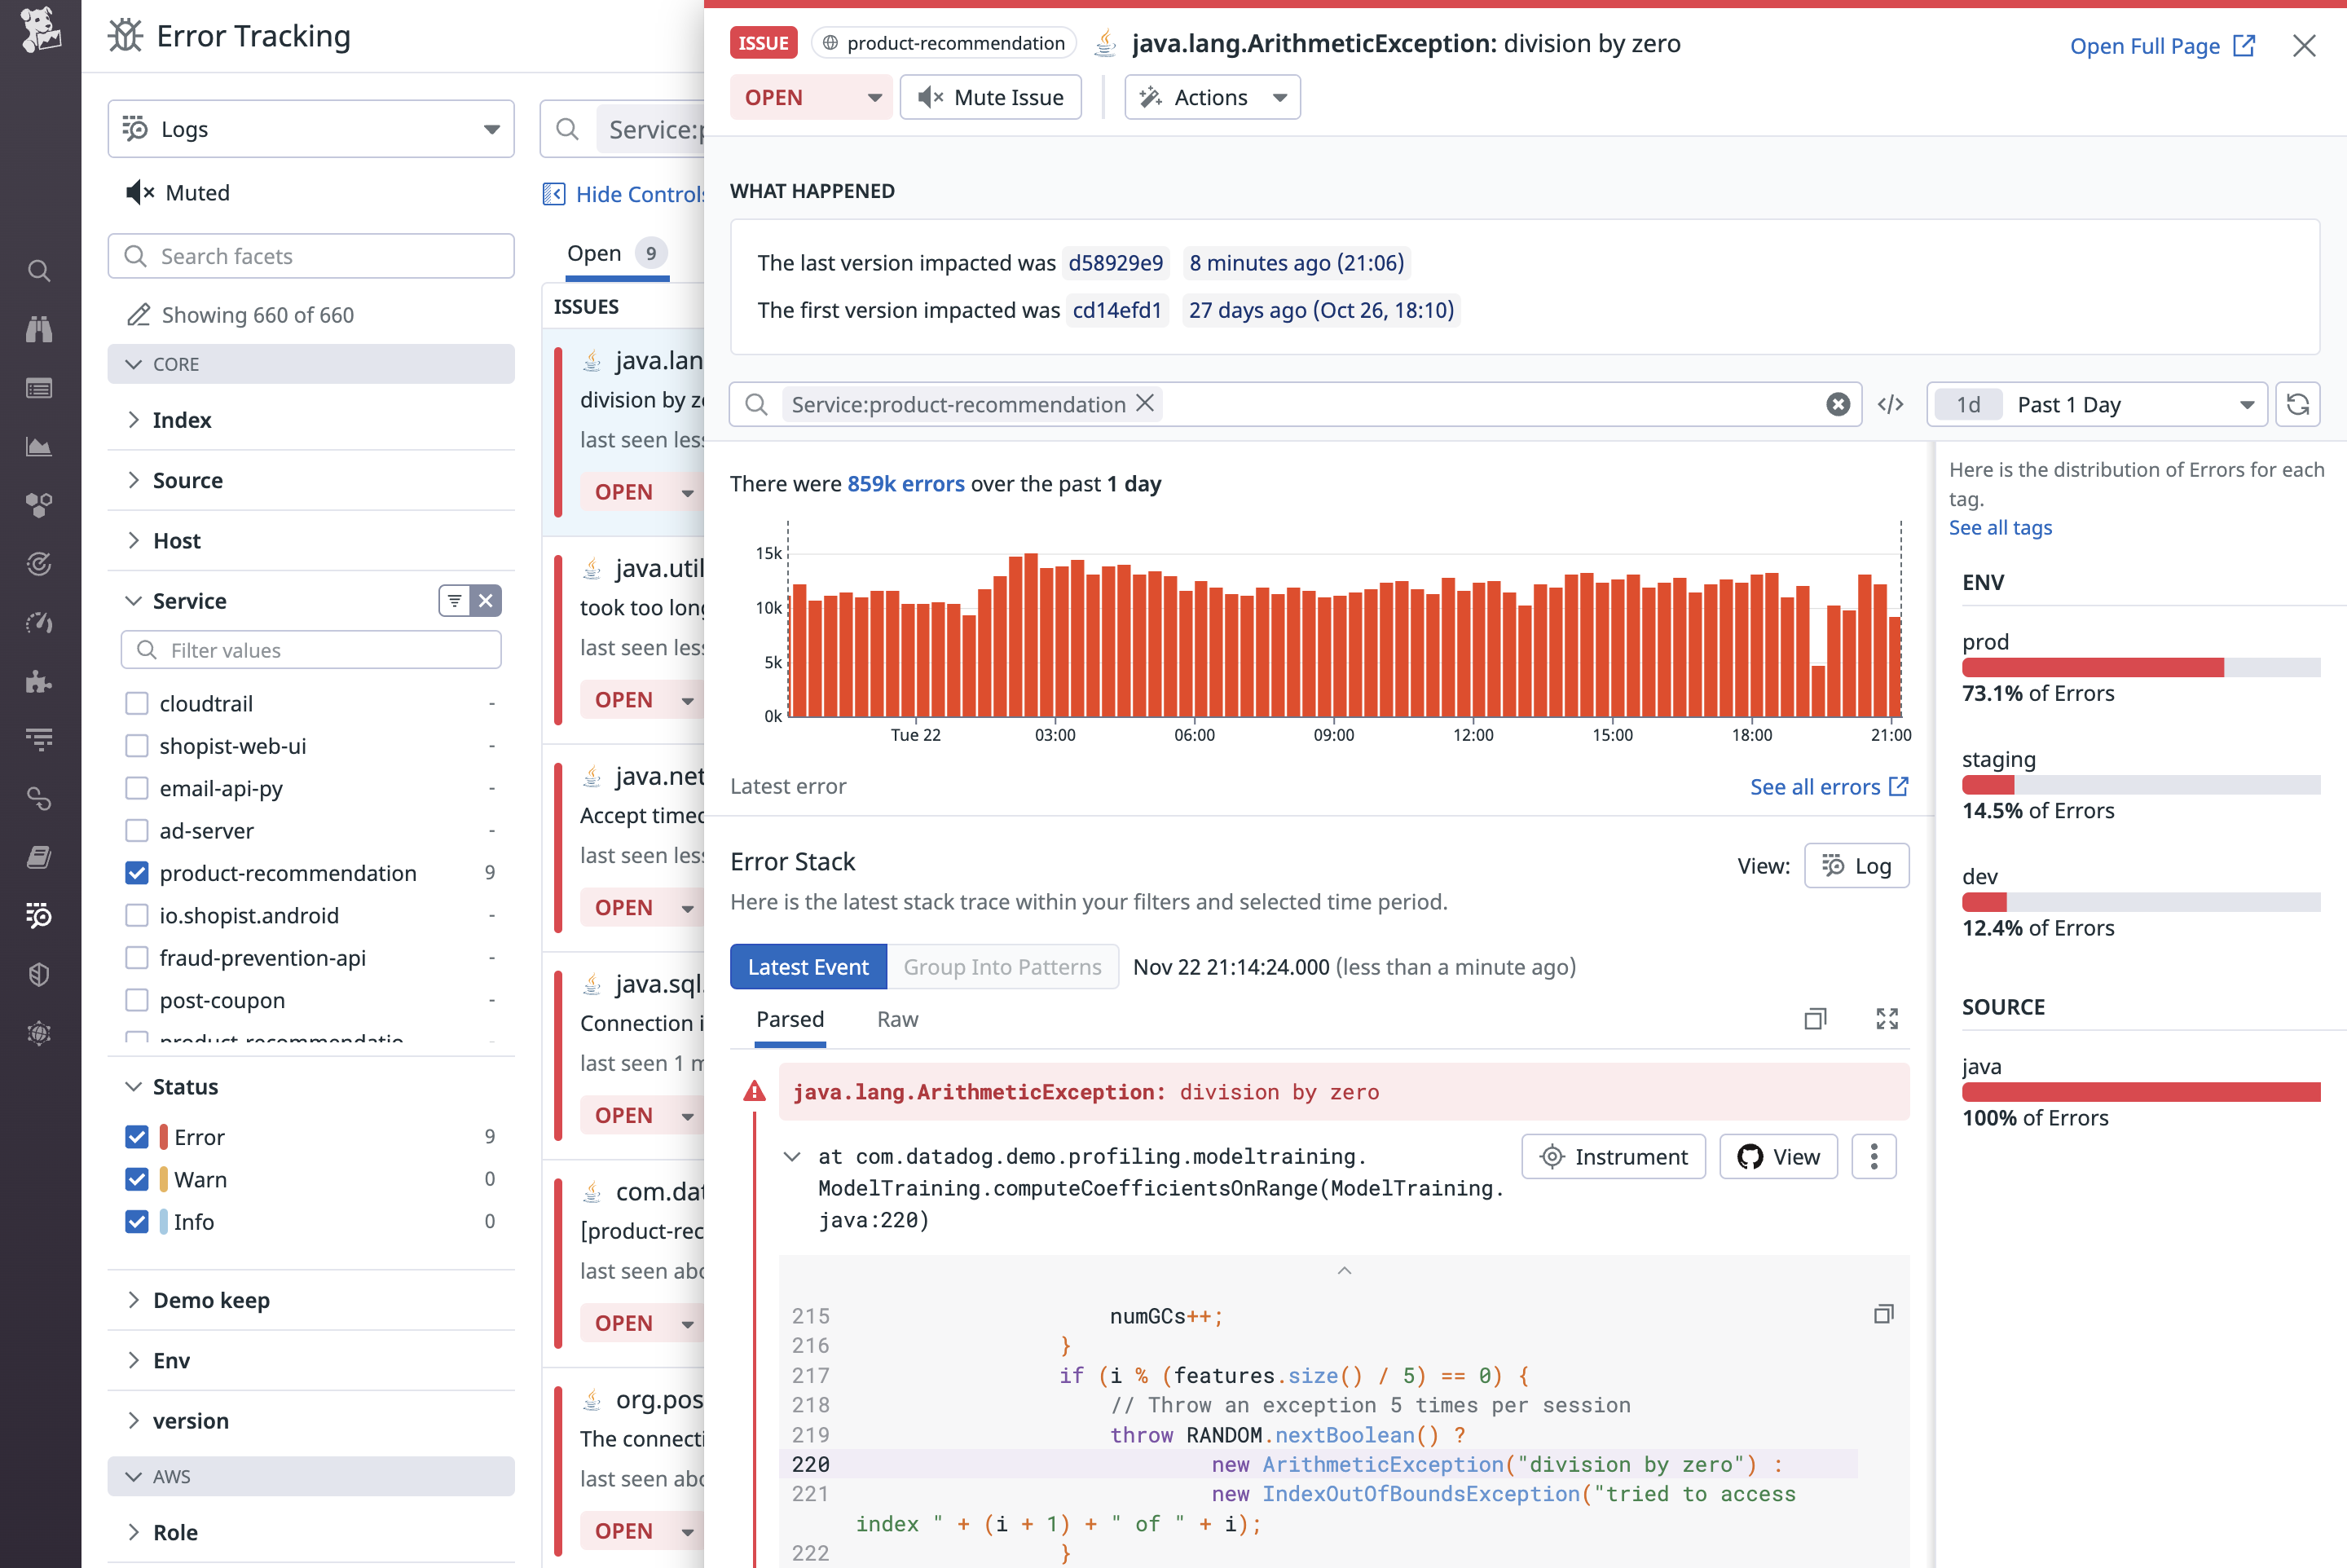 Error Tracking
Logs
Muted
Search facets
Showing 660 of 660
CORE
Index
Source
Host
Service
Filter values
cloudtrail -
shopist-web-ui -
email-api-py -
ad-server -
product-recommendation 9
io.shopist.android -
fraud-prevention-api -
post-coupon -
product-recommendatio -
Status
Error 9
Warn 0
Info 0
Demo keep
Env
version
AWS
Role
Service:p
Hide Controls
Open 9
ISSUES
java.lan
division by ze
last seen les
OPEN
java.util
took too long
last seen les
OPEN
java.net
Accept timed
last seen les
OPEN
java.sql.
Connection i
last seen 1 m
OPEN
com.dat
[product-rec
last seen abo
OPEN
org.pos
The connecti
last seen abo
OPEN
ISSUE product-recommendation java.lang.ArithmeticException: division by zero
Open Full Page
OPEN Mute Issue Actions
WHAT HAPPENED
The last version impacted was d58929e9 8 minutes ago (21:06)
The first version impacted was cd14efd1 27 days ago (Oct 26, 18:10)
Service:product-recommendation
</> 1d Past 1 Day
There were 859k errors over the past 1 day
15k
10k
5k
0k
Tue 22 03:00 06:00 09:00 12:00 15:00 18:00 21:00
Latest error See all errors
Error Stack
View: Log
Here is the latest stack trace within your filters and selected time period.
Latest Event Group Into Patterns Nov 22 21:14:24.000 (less than a minute ago)
Parsed Raw
java.lang.ArithmeticException: division by zero
at com.datadog.demo.profiling.modeltraining.
ModelTraining.computeCoefficientsOnRange(ModelTraining.
java:220)
Instrument View
215 numGCs++;
216 }
217 if (i % (features.size() / 5) == 0) {
218 // Throw an exception 5 times per session
219 throw RANDOM.nextBoolean() ?
220 new ArithmeticException("division by zero") :
221 new IndexOutOfBoundsException("tried to access
index " + (i + 1) + " of " + i);
222 }
Here is the distribution of Errors for each
tag.
See all tags
ENV
prod
73.1% of Errors
staging
14.5% of Errors
dev
12.4% of Errors
SOURCE
java
100% of Errors